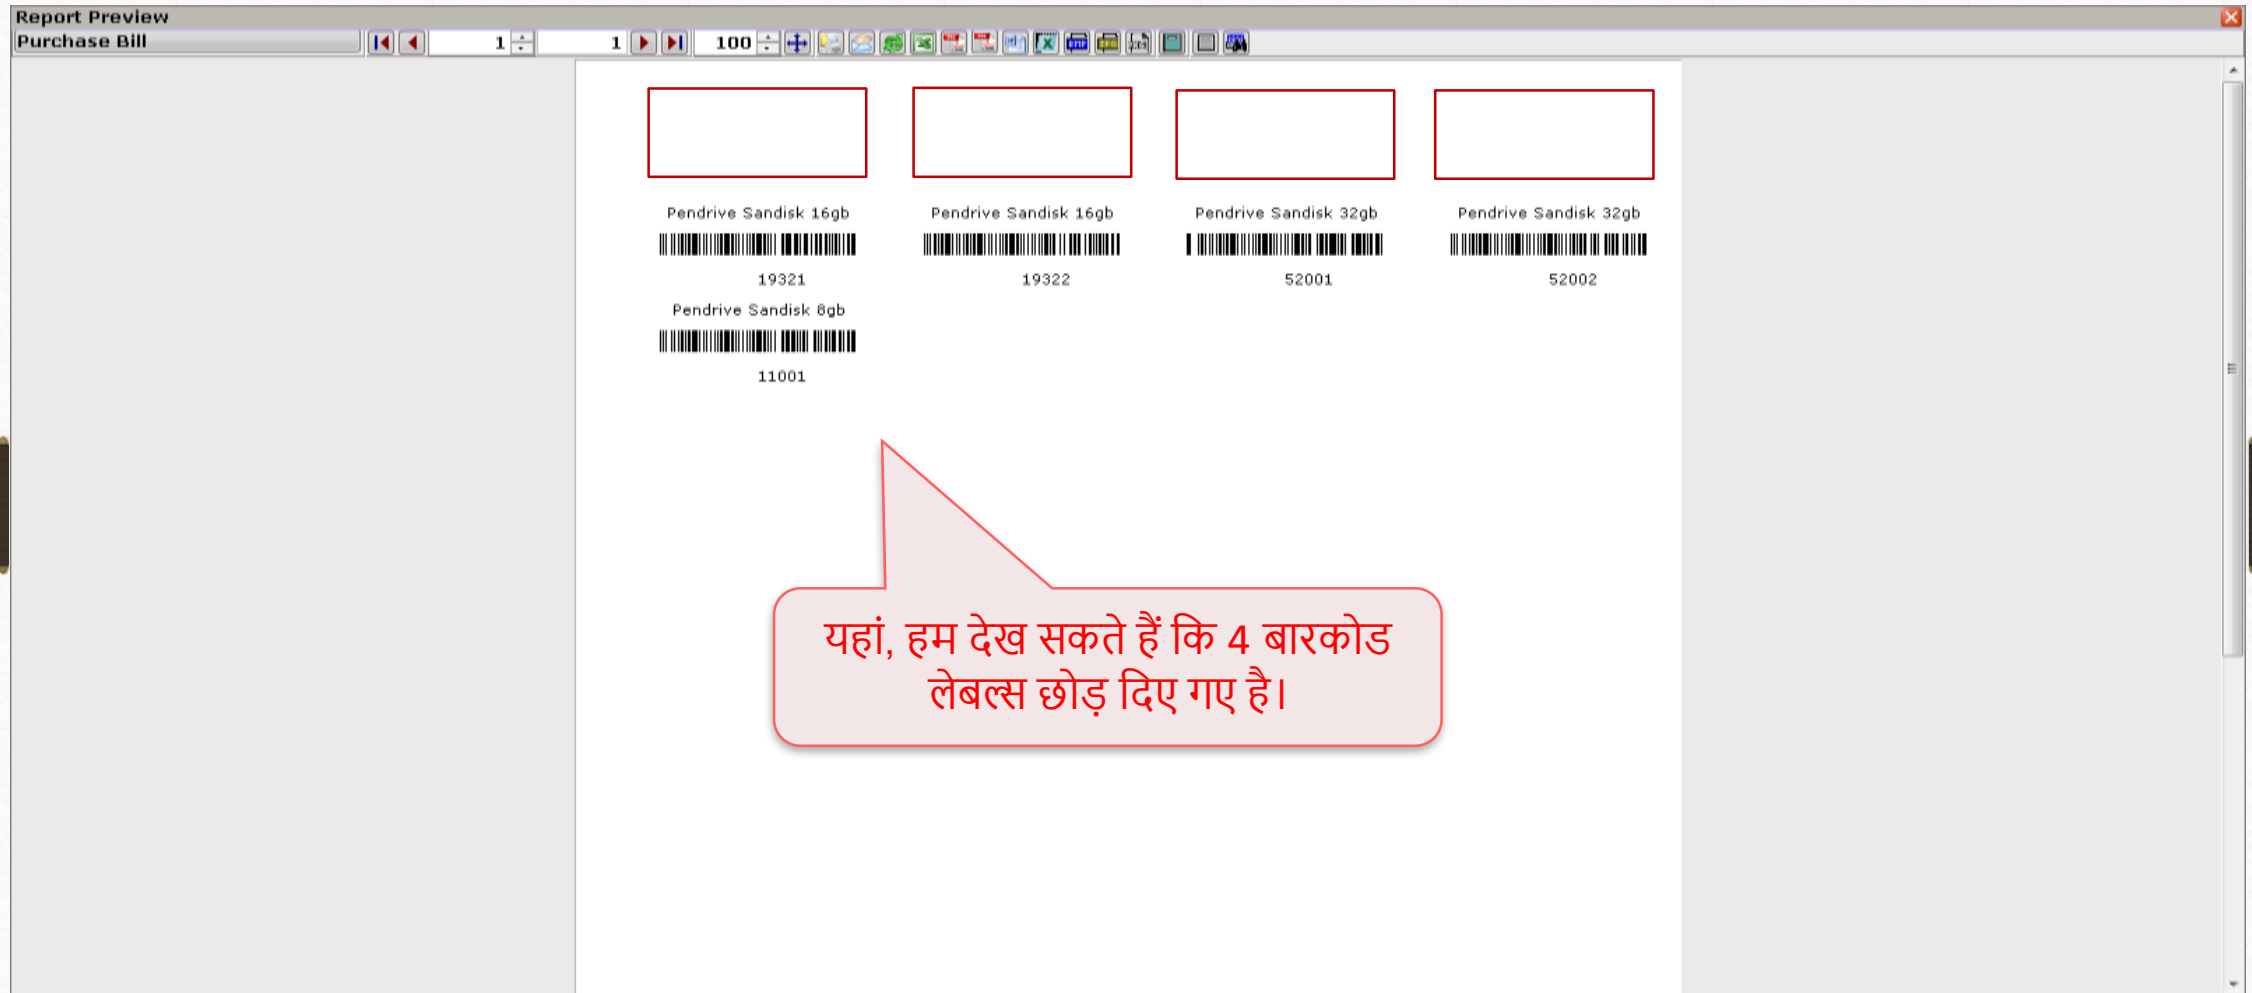 Report Preview
Purchase Bill 1 1 100
Pendrive Sandisk 16gb Pendrive Sandisk 16gb Pendrive Sandisk 32gb Pendrive Sandisk 32gb
19321 19322 52001 52002
Pendrive Sandisk 8gb
11001
यहां, हम देख सकते हैं कि 4 बारकोड
लेबल्स छोड़ दिए गए है।